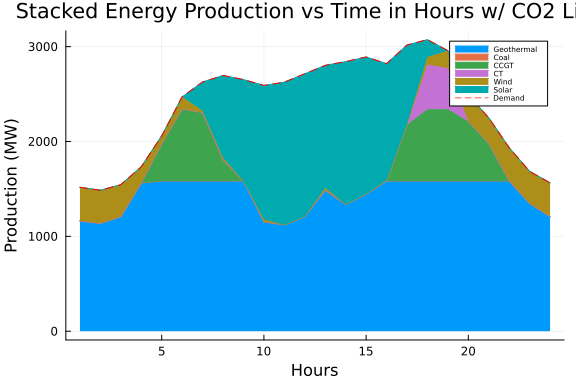 Stacked Energy Production vs Time in Hours w/ CO2 Li
3000
2000
1000
0
Production (MW)
5
10
15
20
Hours
Geothermal
Coal
CCGT
CT
Wind
Solar
Demand